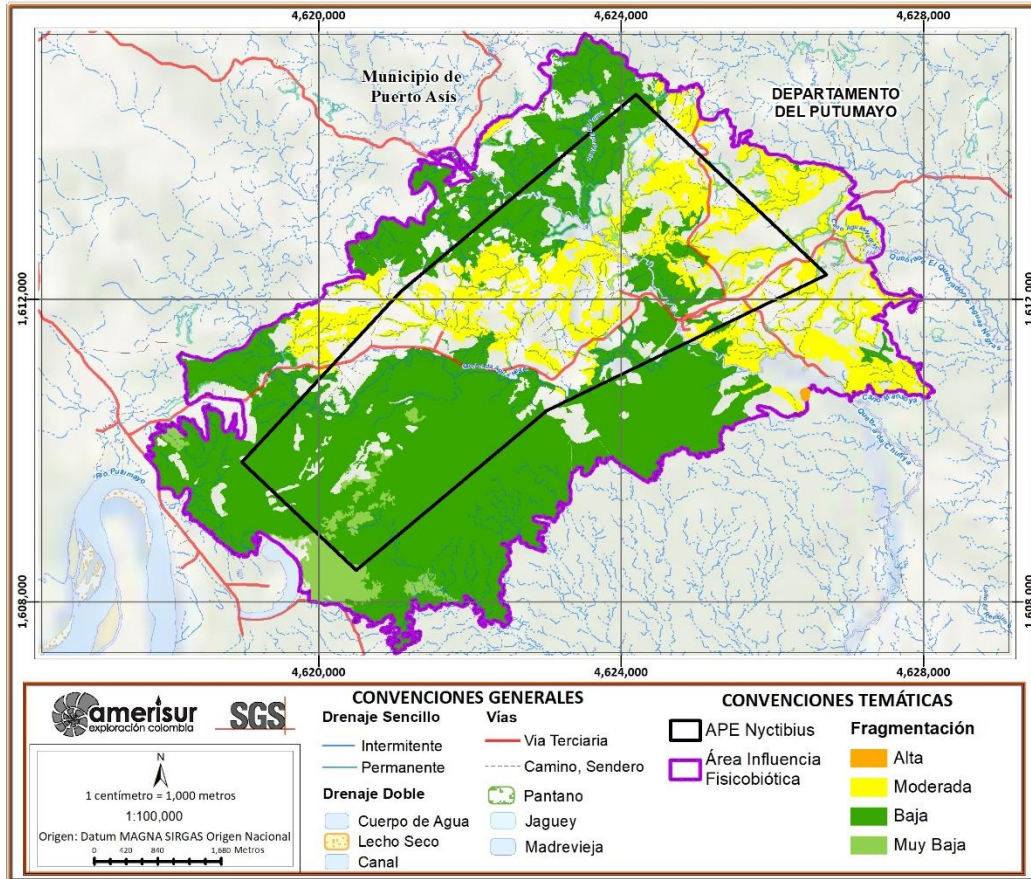 4,620,000
4,624,000
4,628,000
Municipio de
Puerto Asís
DEPARTAMENTO
DEL PUTUMAYO
1,612,000
1,612,000
Río Putumayo
1,608,000
1,608,000
4,620,000
4,624,000
4,628,000
amerisur
exploración colombia
SGS
N
1 centímetro = 1,000 metros
1:100,000
Origen: Datum MAGNA SIRGAS Origen Nacional
0 420 840 1,680 Metros
CONVENCIONES GENERALES
Drenaje Sencillo
Intermitente
Permanente
Drenaje Doble
Cuerpo de Agua
Lecho Seco
Canal
Vías
Via Terciaria
Camino, Sendero
Pantano
Jaguey
Madrevieja
CONVENCIONES TEMÁTICAS
APE Nyctibius
Área Influencia
Fisicobiótica
Fragmentación
Alta
Moderada
Baja
Muy Baja